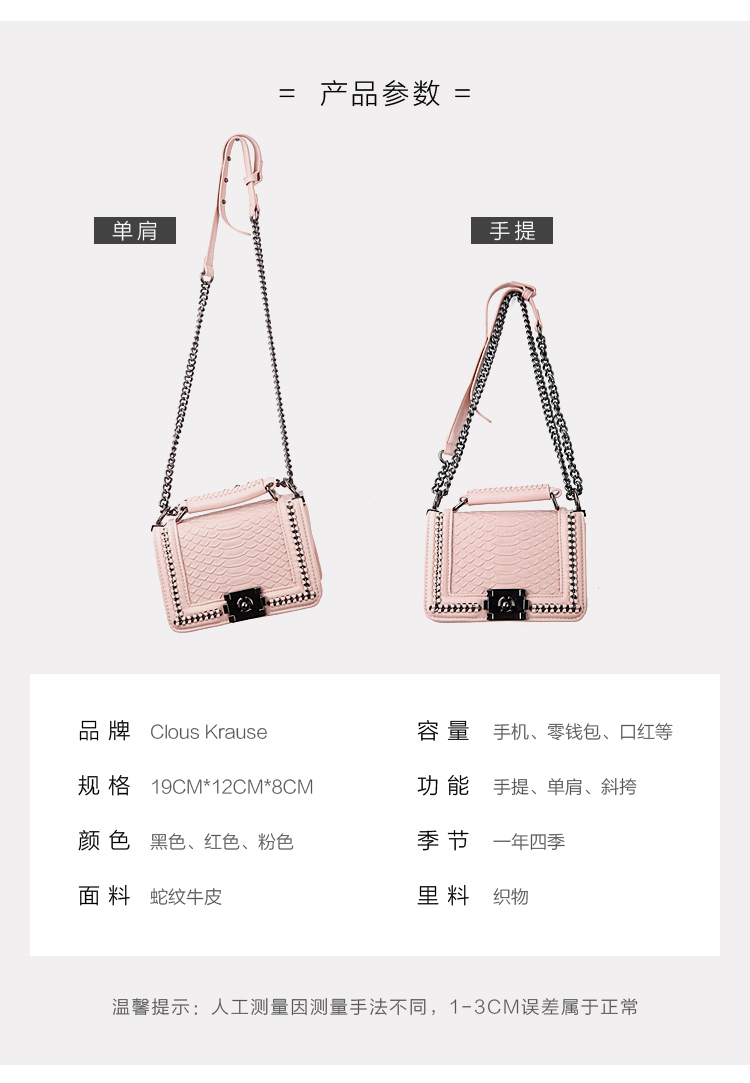 = 产品参数 =
单肩
手提
品牌 Clous Krause
容量 手机、零钱包、口红等
规格 19CM*12CM*8CM
功能 手提、单肩、斜挎
颜色 黑色、红色、粉色
季节 一年四季
面料 蛇纹牛皮
里料 织物
温馨提示：人工测量因测量手法不同，1-3CM误差属于正常